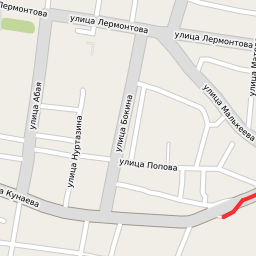 Лермонтова
улица Лермонтова
улица Лермонтова
улица Абая
улица Нуртазина
улица Бокина
улица Малькеева
улица Попова
Кунаева